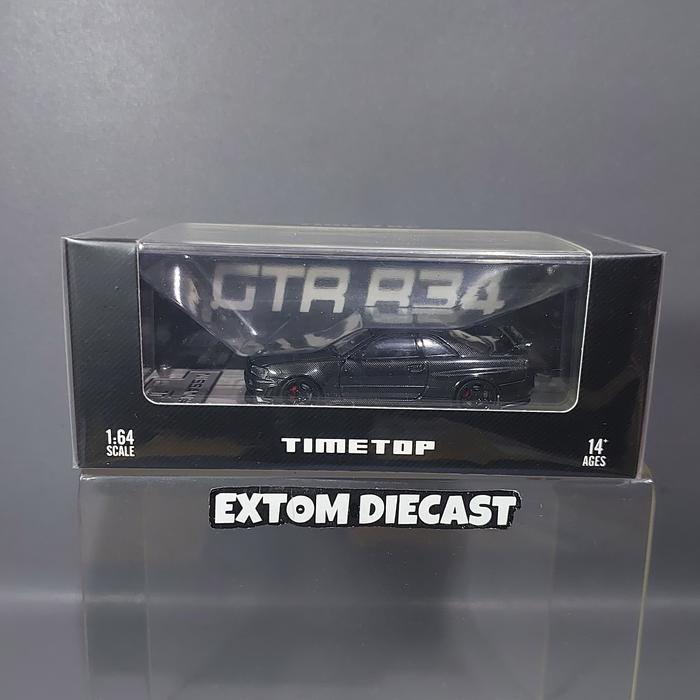 GTR R34
1:64
SCALE
TIMETOP
14+
AGES
EXTOM DIECAST